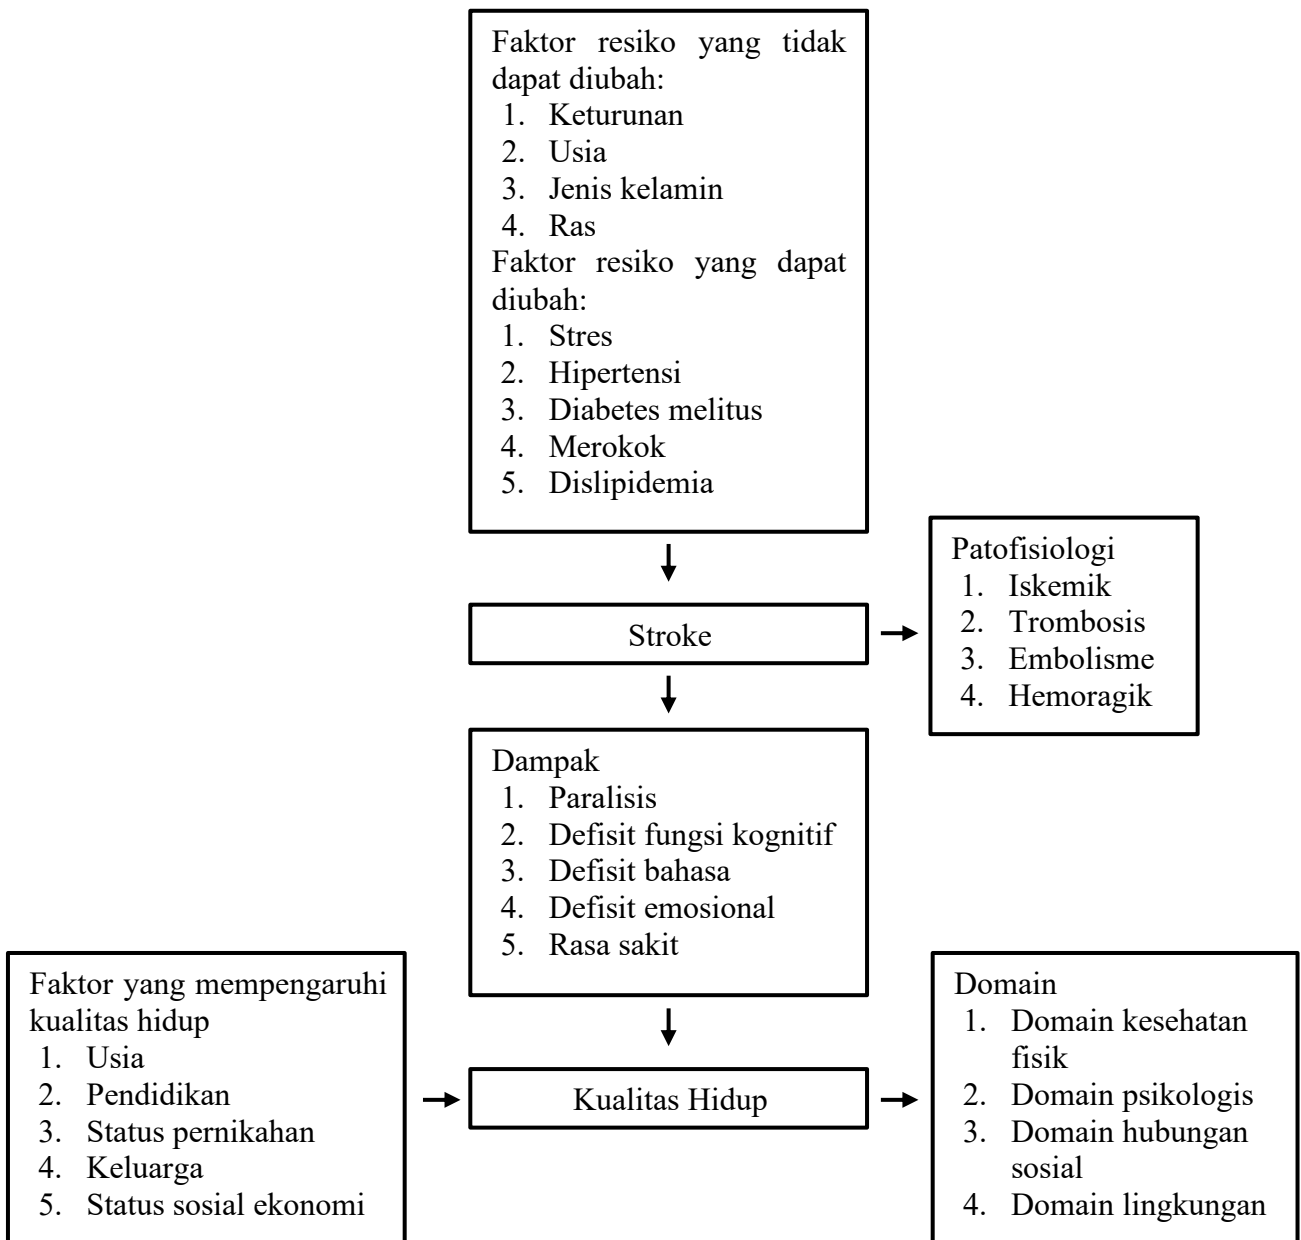 Faktor resiko yang tidak
dapat diubah:
1. Keturunan
2. Usia
3. Jenis kelamin
4. Ras
Faktor resiko yang dapat
diubah:
1. Stres
2. Hipertensi
3. Diabetes melitus
4. Merokok
5. Dislipidemia
Stroke
Patofisiologi
1. Iskemik
2. Trombosis
3. Embolisme
4. Hemoragik
Dampak
1. Paralisis
2. Defisit fungsi kognitif
3. Defisit bahasa
4. Defisit emosional
5. Rasa sakit
Faktor yang mempengaruhi
kualitas hidup
1. Usia
2. Pendidikan
3. Status pernikahan
4. Keluarga
5. Status sosial ekonomi
Kualitas Hidup
Domain
1. Domain kesehatan
fisik
2. Domain psikologis
3. Domain hubungan
sosial
4. Domain lingkungan